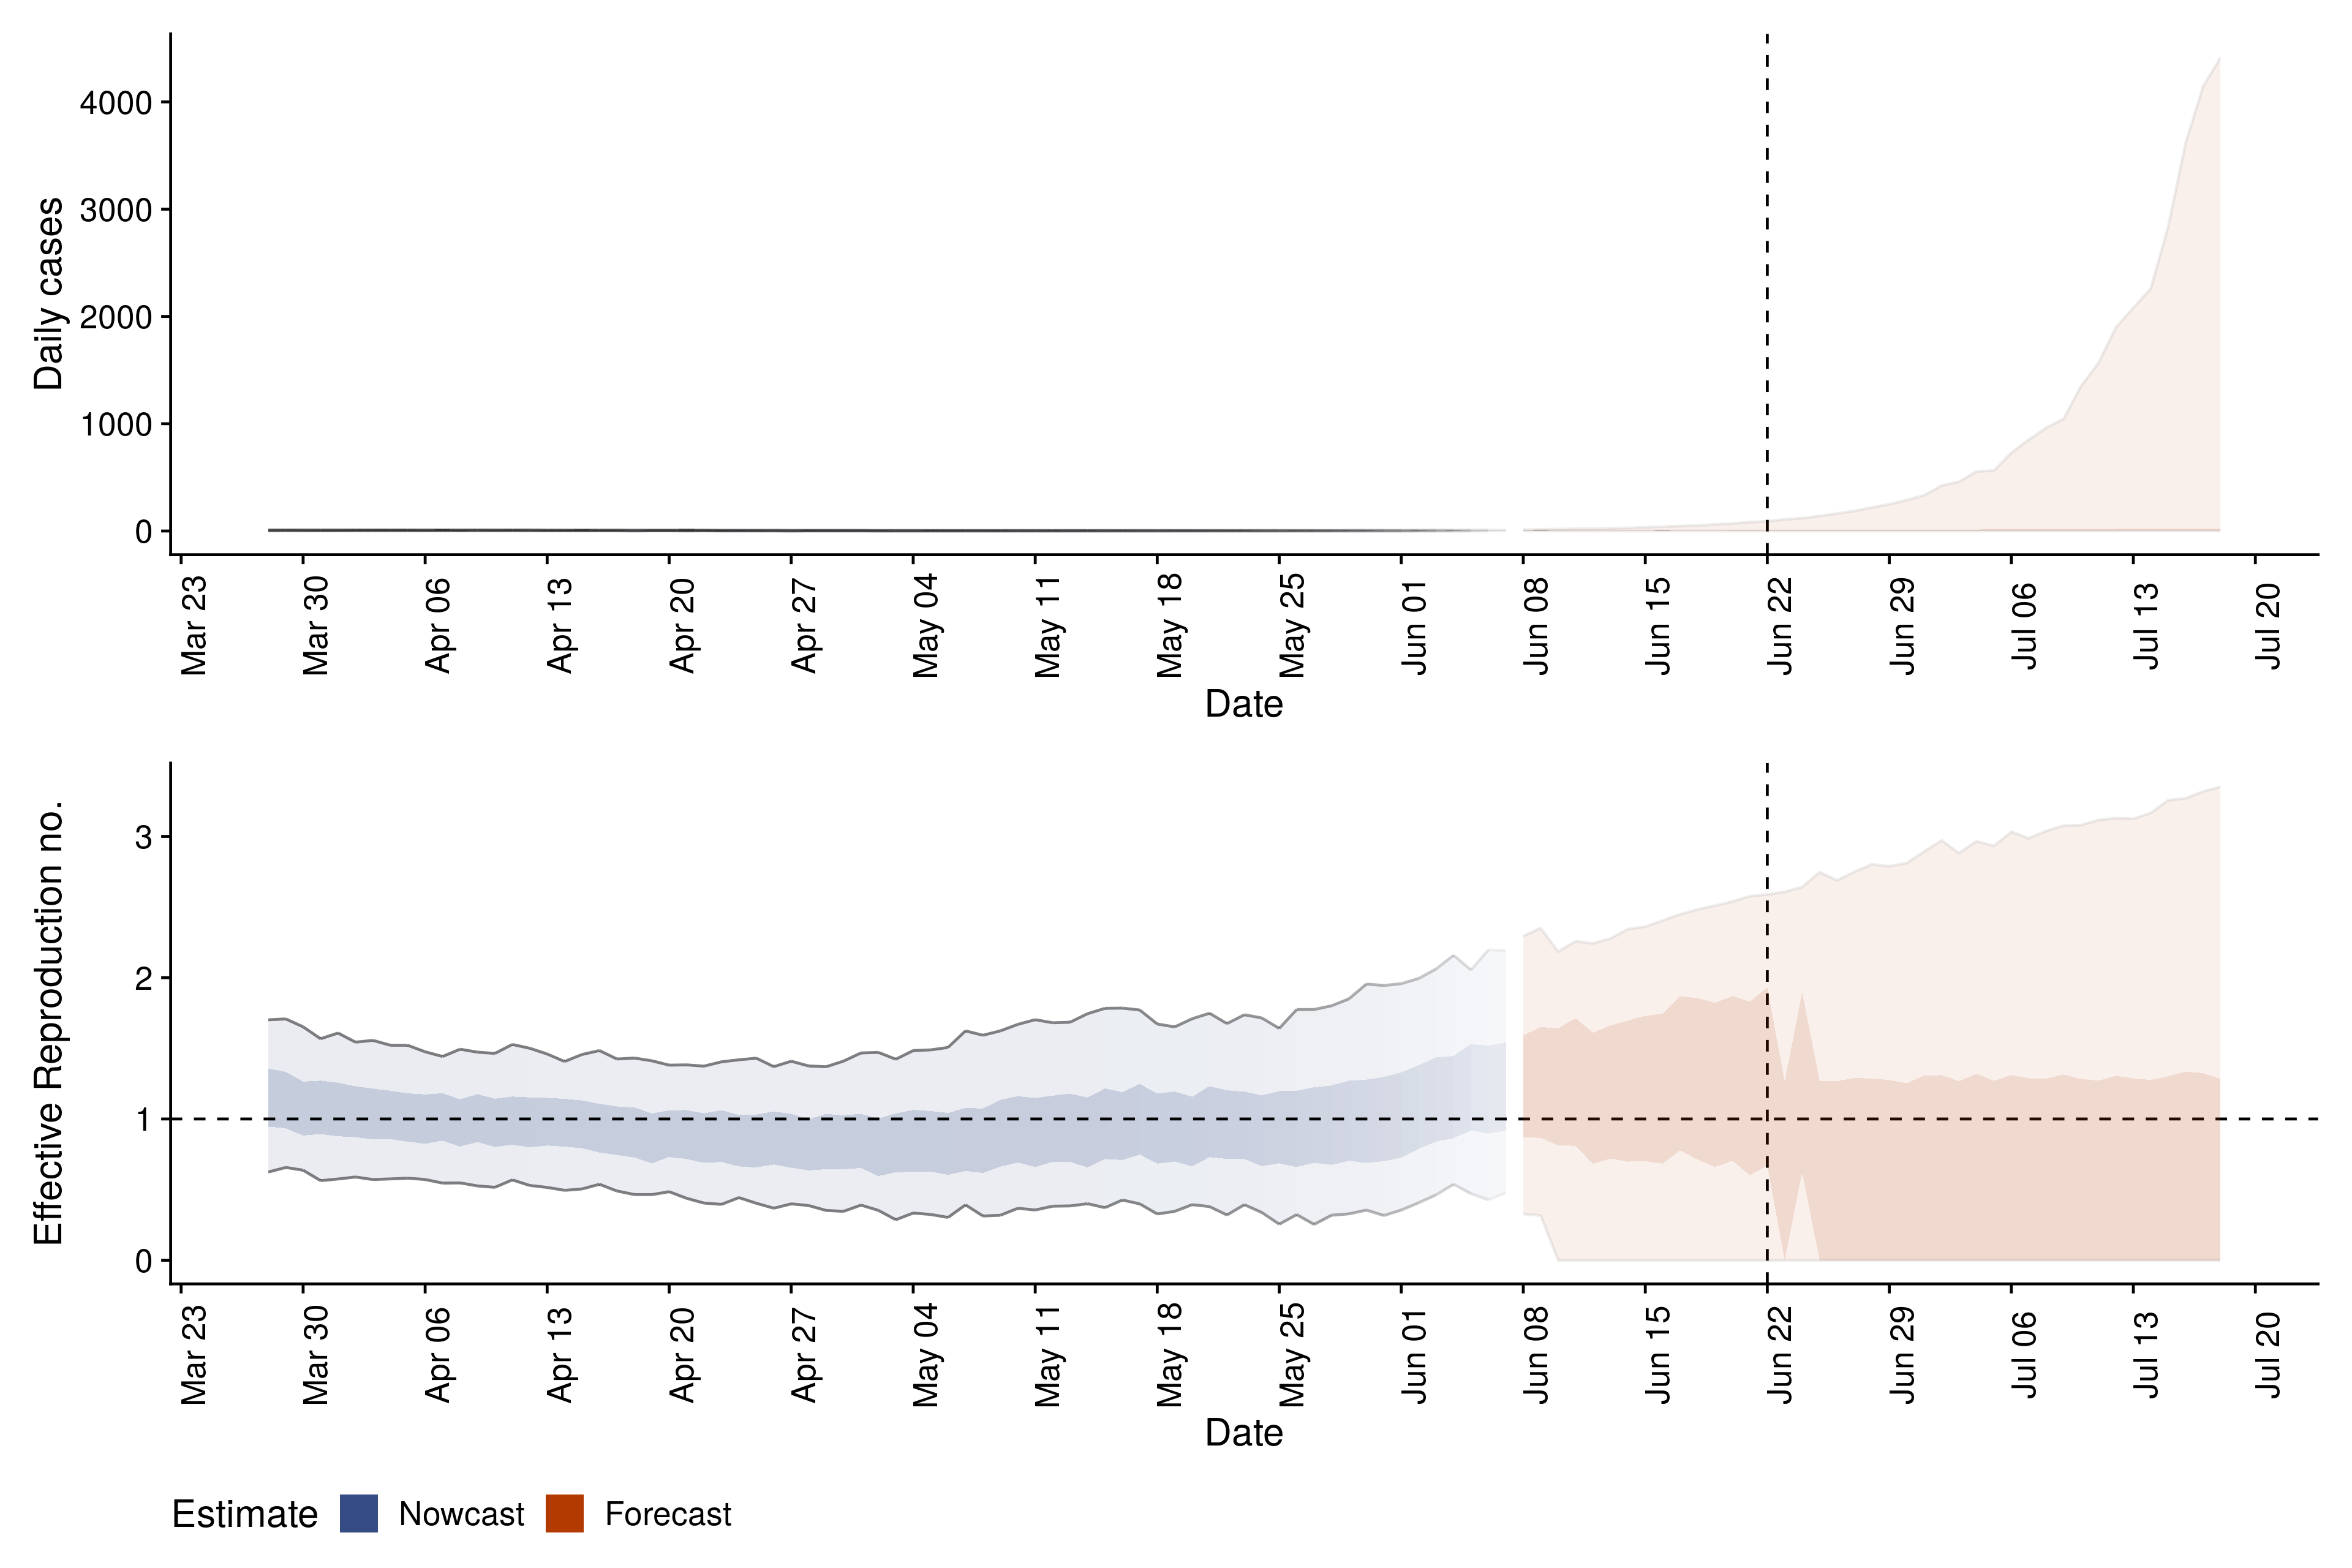 Daily cases
4000
3000
2000
1000
0
Mar 23 Mar 30 Apr 06 Apr 13 Apr 20 Apr 27 May 04 May 11 May 18 May 25 Jun 01 Jun 08 Jun 15 Jun 22 Jun 29 Jul 06 Jul 13 Jul 20
Date
Effective Reproduction no.
3
2
1
0
Mar 23 Mar 30 Apr 06 Apr 13 Apr 20 Apr 27 May 04 May 11 May 18 May 25 Jun 01 Jun 08 Jun 15 Jun 22 Jun 29 Jul 06 Jul 13 Jul 20
Date
Estimate Nowcast Forecast